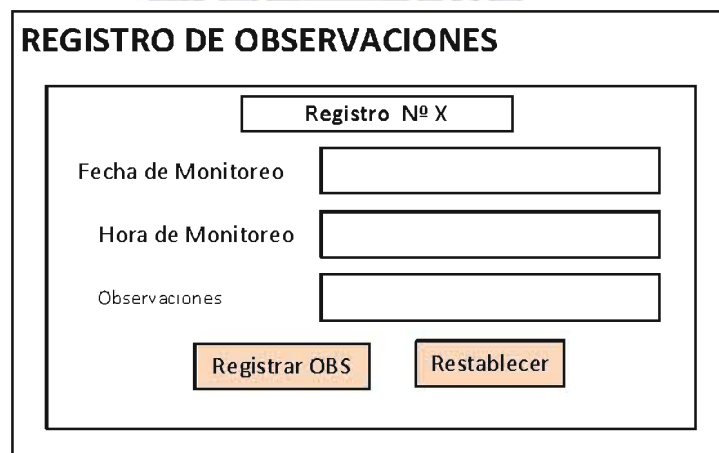 REGISTRO DE OBSERVACIONES
Registro Nº X
Fecha de Monitoreo
Hora de Monitoreo
Observaciones
Registrar OBS
Restablecer